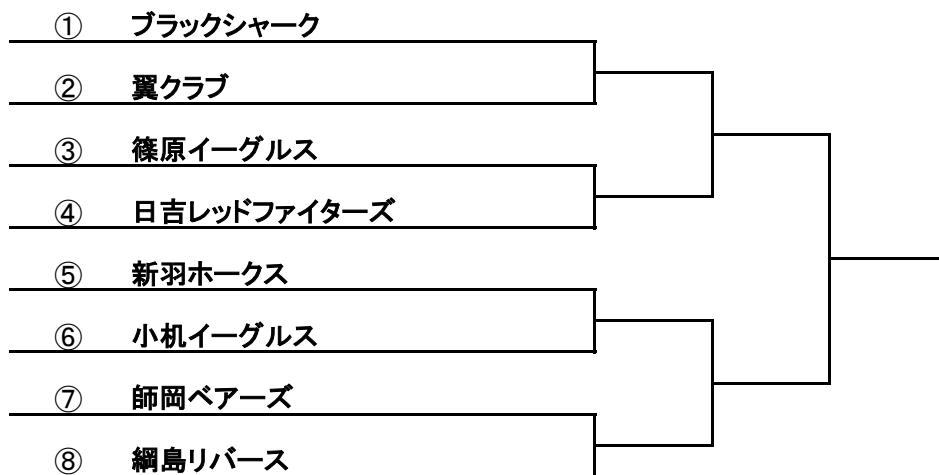 ① ブラックシャーク
② 翼クラブ
③ 篠原イーグルス
④ 日吉レッドファイターズ
⑤ 新羽ホークス
⑥ 小机イーグルス
⑦ 師岡ベアーズ
⑧ 綱島リバース